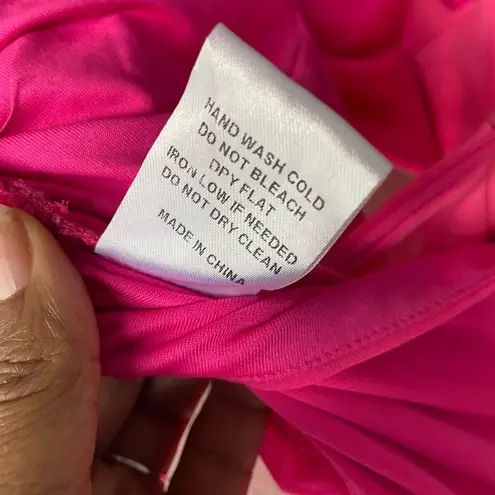 HAND WASH COLD
DO NOT BLEACH
DRY FLAT
IRON LOW IF NEEDED
DO NOT DRY CLEAN
MADE IN CHINA